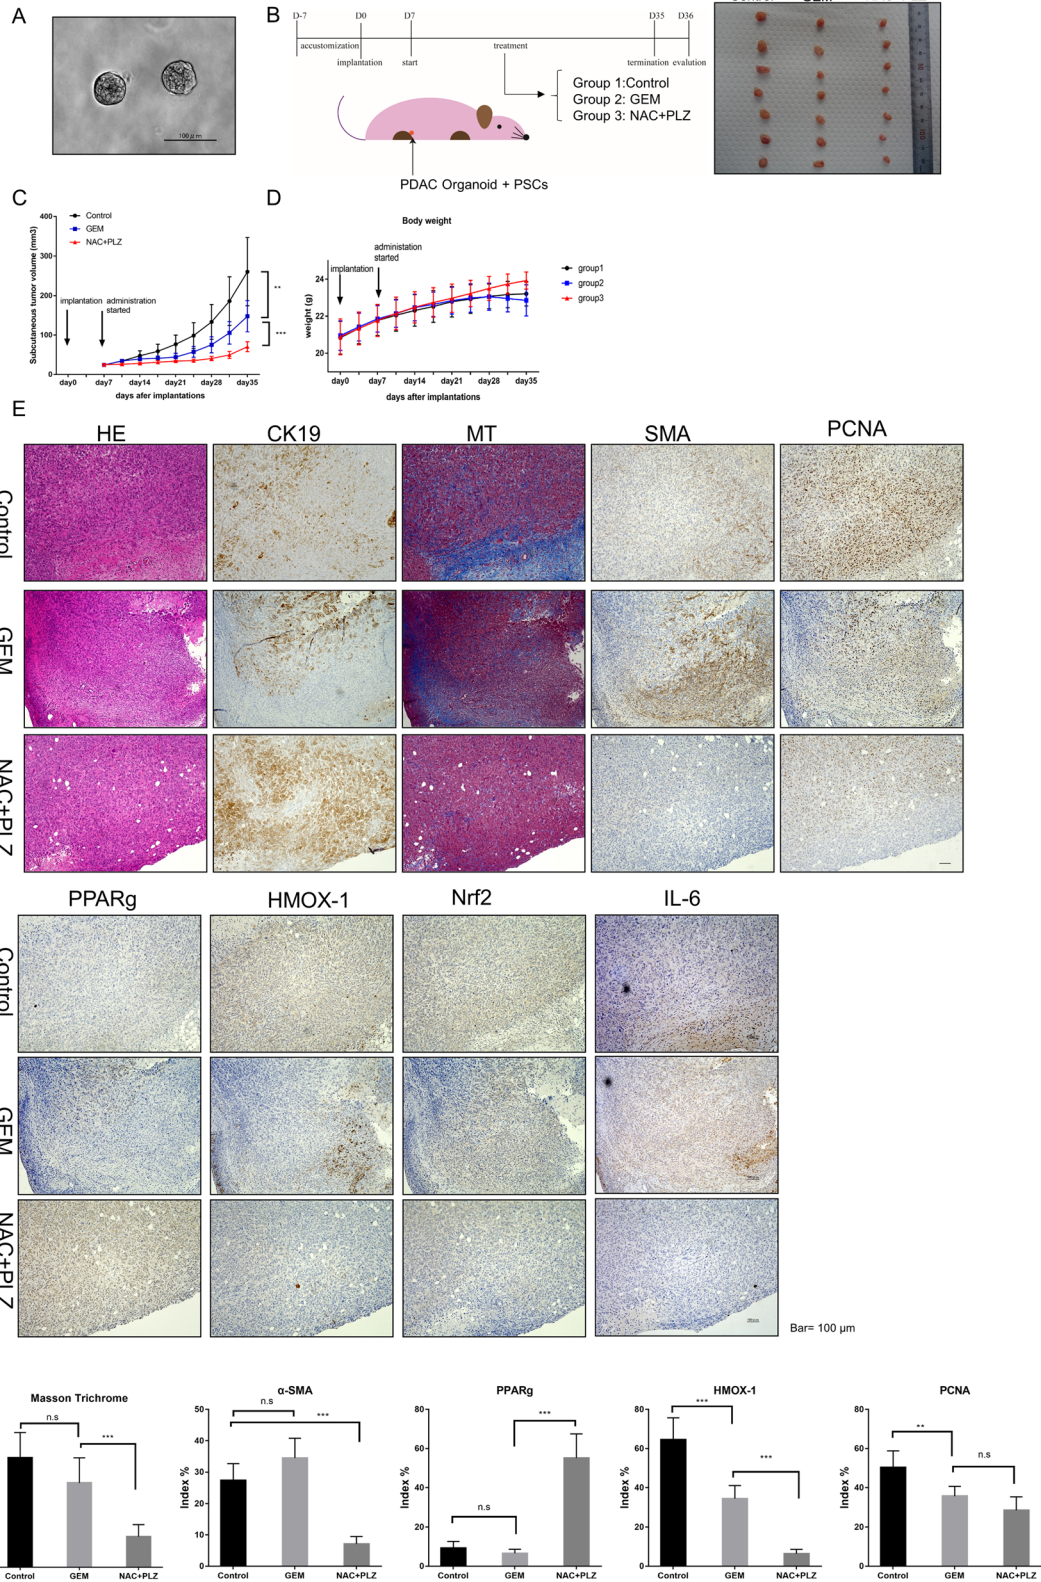 A
100 μm
B
D-7
D0
D7
D35
D36
accustomization
treatment
implantation
start
termination
evalution
Group 1:Control
Group 2: GEM
Group 3: NAC+PLZ
PDAC Organoid + PSCs
GEM
C
Control
GEM
NAC+PLZ
Subcutaneous tumor volume (mm3)
400
300
200
100
0
implantation
administration
started
**
***
day0
day7
day14
day21
day28
day35
days afer implantations
D
Body weight
administation
started
implantation
weight (g)
24
22
20
group1
group2
group3
day0
day7
day14
day21
day28
day35
days after implantations
E
HE
CK19
MT
SMA
PCNA
Control
GEM
NAC+PLZ
PPARg
HMOX-1
Nrf2
IL-6
Control
GEM
NAC+PLZ
Bar= 100 μm
Masson Trichrome
n.s
***
Control
GEM
NAC+PLZ
α-SMA
n.s
***
Index %
50
40
30
20
10
0
Control
GEM
NAC+PLZ
PPARg
***
n.s
Index %
80
60
40
20
0
Control
GEM
NAC+PLZ
HMOX-1
***
***
Index %
80
60
40
20
0
Control
GEM
NAC+PLZ
PCNA
**
n.s
Index %
80
60
40
20
0
Control
GEM
NAC+PLZ